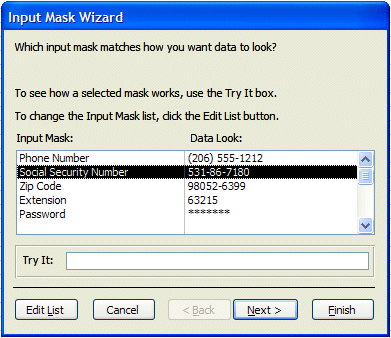 Input Mask Wizard
Which input mask matches how you want data to look?
To see how a selected mask works, use the Try It box.
To change the Input Mask list, click the Edit List button.
Input Mask: Data Look:
Phone Number (206) 555-1212
Social Security Number 531-86-7180
Zip Code 98052-6399
Extension 63215
Password *******
Try It:
Edit List Cancel < Back Next > Finish